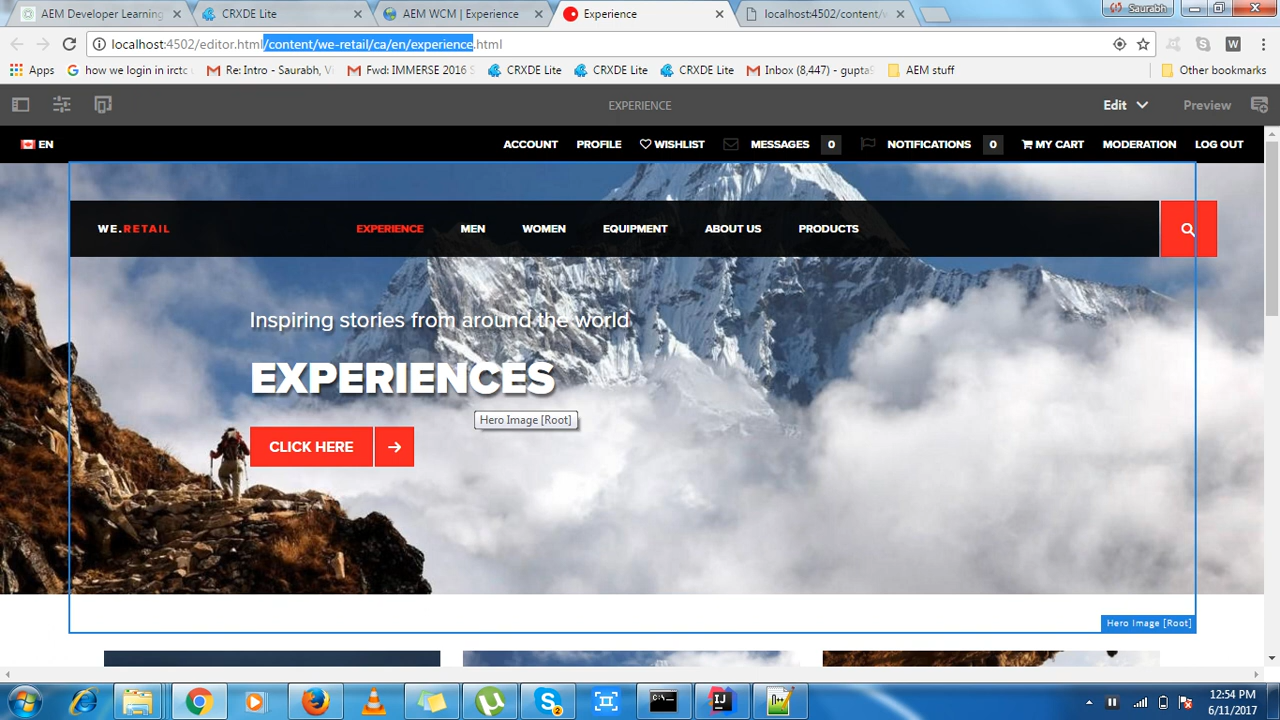 AEM Developer Learning
CRXDE Lite
AEM WCM | Experience
Experience
localhost:4502/content/
Saurabh
localhost:4502/editor.html/content/we-retail/ca/en/experience.html
Apps
how we login in irctc
Re: Intro - Saurabh, Vi
Fwd: IMMERSE 2016 S
CRXDE Lite
CRXDE Lite
CRXDE Lite
Inbox (8,447) - gupta
AEM stuff
Other bookmarks
EXPERIENCE
Edit
Preview
EN
ACCOUNT
PROFILE
WISHLIST
MESSAGES
0
NOTIFICATIONS
0
MY CART
MODERATION
LOG OUT
WE.RETAIL
EXPERIENCE
MEN
WOMEN
EQUIPMENT
ABOUT US
PRODUCTS
Inspiring stories from around the world
EXPERIENCES
Hero Image [Root]
CLICK HERE
Hero Image [Root]
12:54 PM
6/11/2017